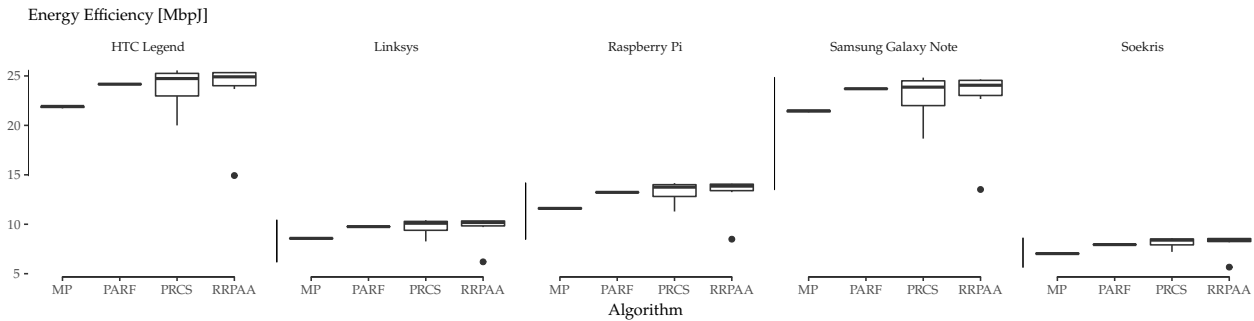 Energy Efficiency [MbpJ]
HTC Legend
Linksys
Raspberry Pi
Samsung Galaxy Note
Soekris
25
20
15
10
5
MP PARF PRCS RRPAA
MP PARF PRCS RRPAA
MP PARF PRCS RRPAA
MP PARF PRCS RRPAA
MP PARF PRCS RRPAA
Algorithm